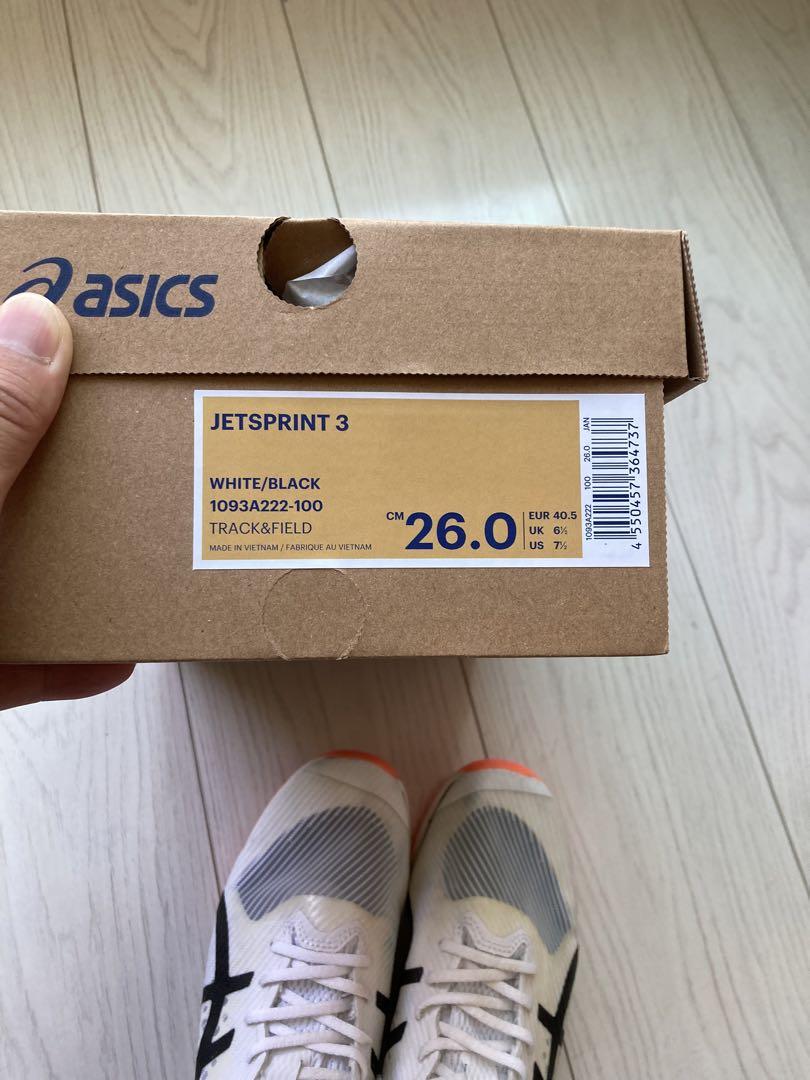 asics
JETSPRINT 3
WHITE/BLACK
1093A222-100
TRACK&FIELD
MADE IN VIETNAM / FABRIQUE AU VIETNAM
CM 26.0
EUR 40.5
UK 6½
US 7½
1093A222 100 26.0 JAN
4 550457 364737